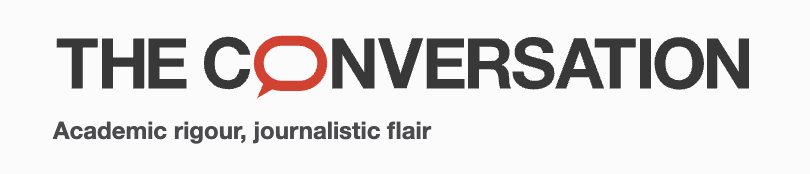 THE CONVERSATION
Academic rigour, journalistic flair